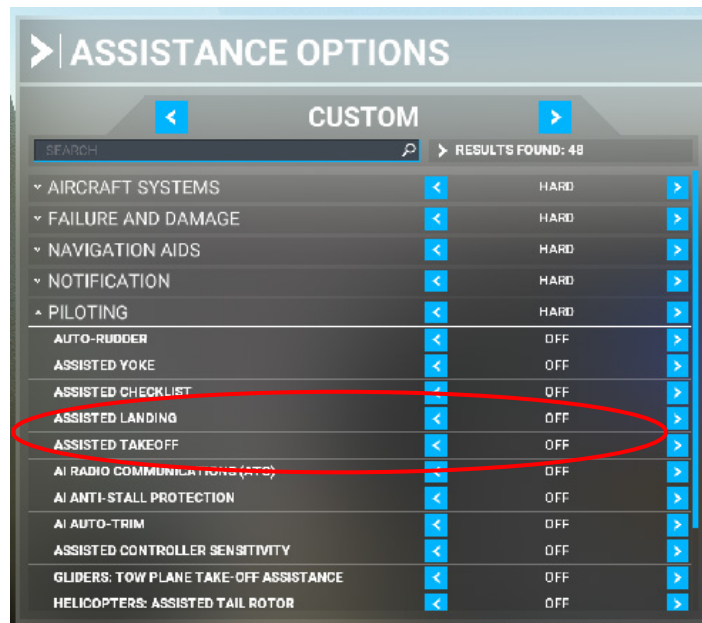 ASSISTANCE OPTIONS
CUSTOM
SEARCH RESULTS FOUND: 48
AIRCRAFT SYSTEMS HARD
FAILURE AND DAMAGE HARD
NAVIGATION AIDS HARD
NOTIFICATION HARD
PILOTING HARD
AUTO-RUDDER OFF
ASSISTED YOKE OFF
ASSISTED CHECKLIST OFF
ASSISTED LANDING OFF
ASSISTED TAKEOFF OFF
AI RADIO COMMUNICATIONS (ATC) OFF
AI ANTI-STALL PROTECTION OFF
AI AUTO-TRIM OFF
ASSISTED CONTROLLER SENSITIVITY OFF
GLIDERS: TOW PLANE TAKE-OFF ASSISTANCE OFF
HELICOPTERS: ASSISTED TAIL ROTOR OFF